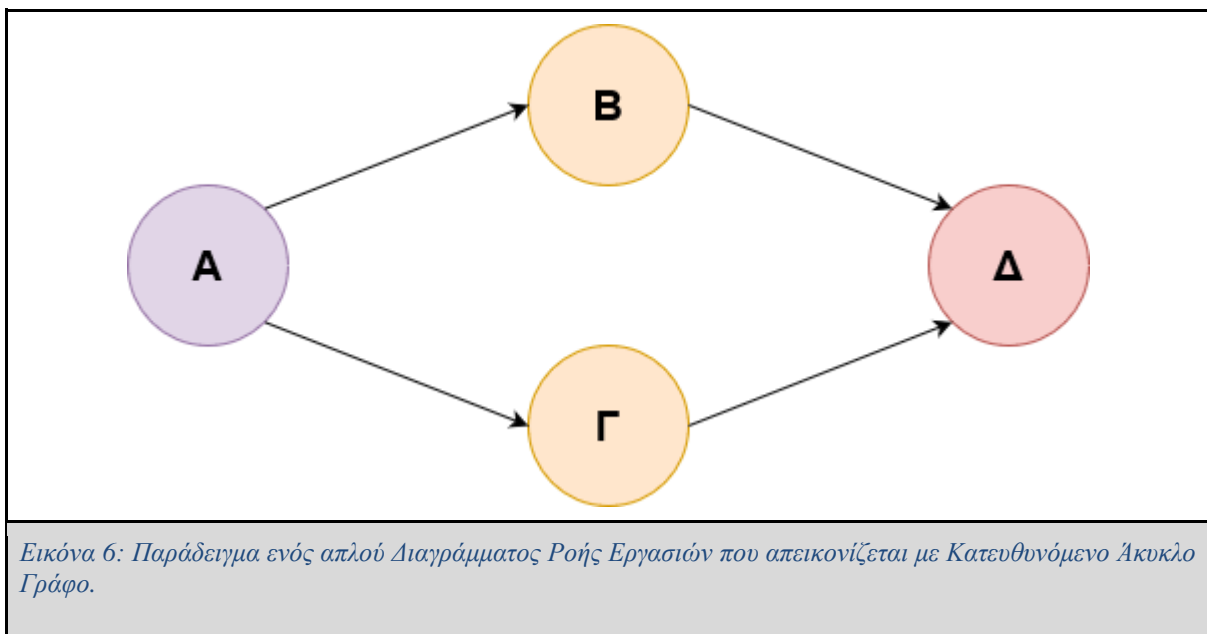 Β
Α
Δ
Γ
Εικόνα 6: Παράδειγμα ενός απλού Διαγράμματος Ροής Εργασιών που απεικονίζεται με Κατευθυνόμενο Άκυκλο
Γράφο.